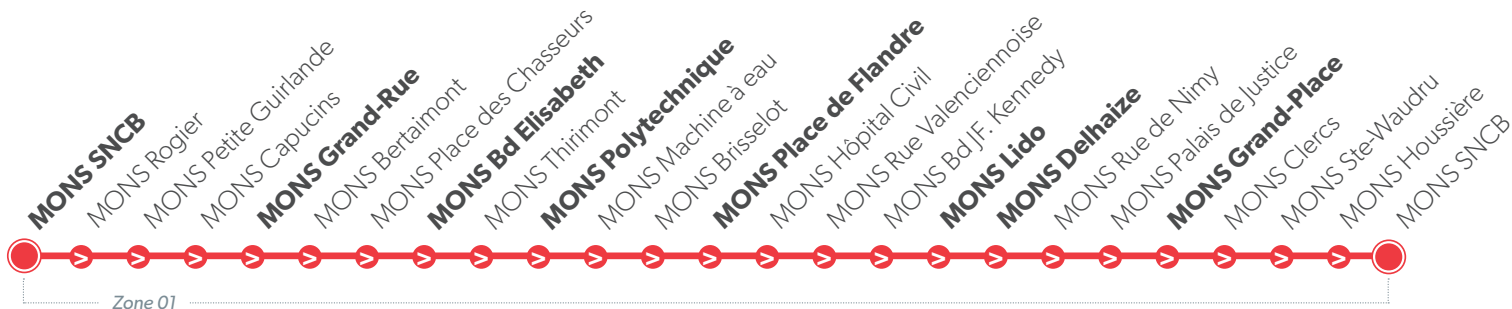 MONS SNCB
MONS Rogier
MONS Petite Guirlande
MONS Capucins
MONS Grand-Rue
MONS Bertaimont
MONS Place des Chasseurs
MONS Bd Elisabeth
MONS Thirimont
MONS Polytechnique
MONS Machine à eau
MONS Brisselot
MONS Place de Flandre
MONS Hôpital Civil
MONS Rue Valenciennoise
MONS Bd JF. Kennedy
MONS Lido
MONS Delhaize
MONS Rue de Nimy
MONS Palais de Justice
MONS Grand-Place
MONS Clercs
MONS Ste-Waudru
MONS Houssière
MONS SNCB
Zone 01